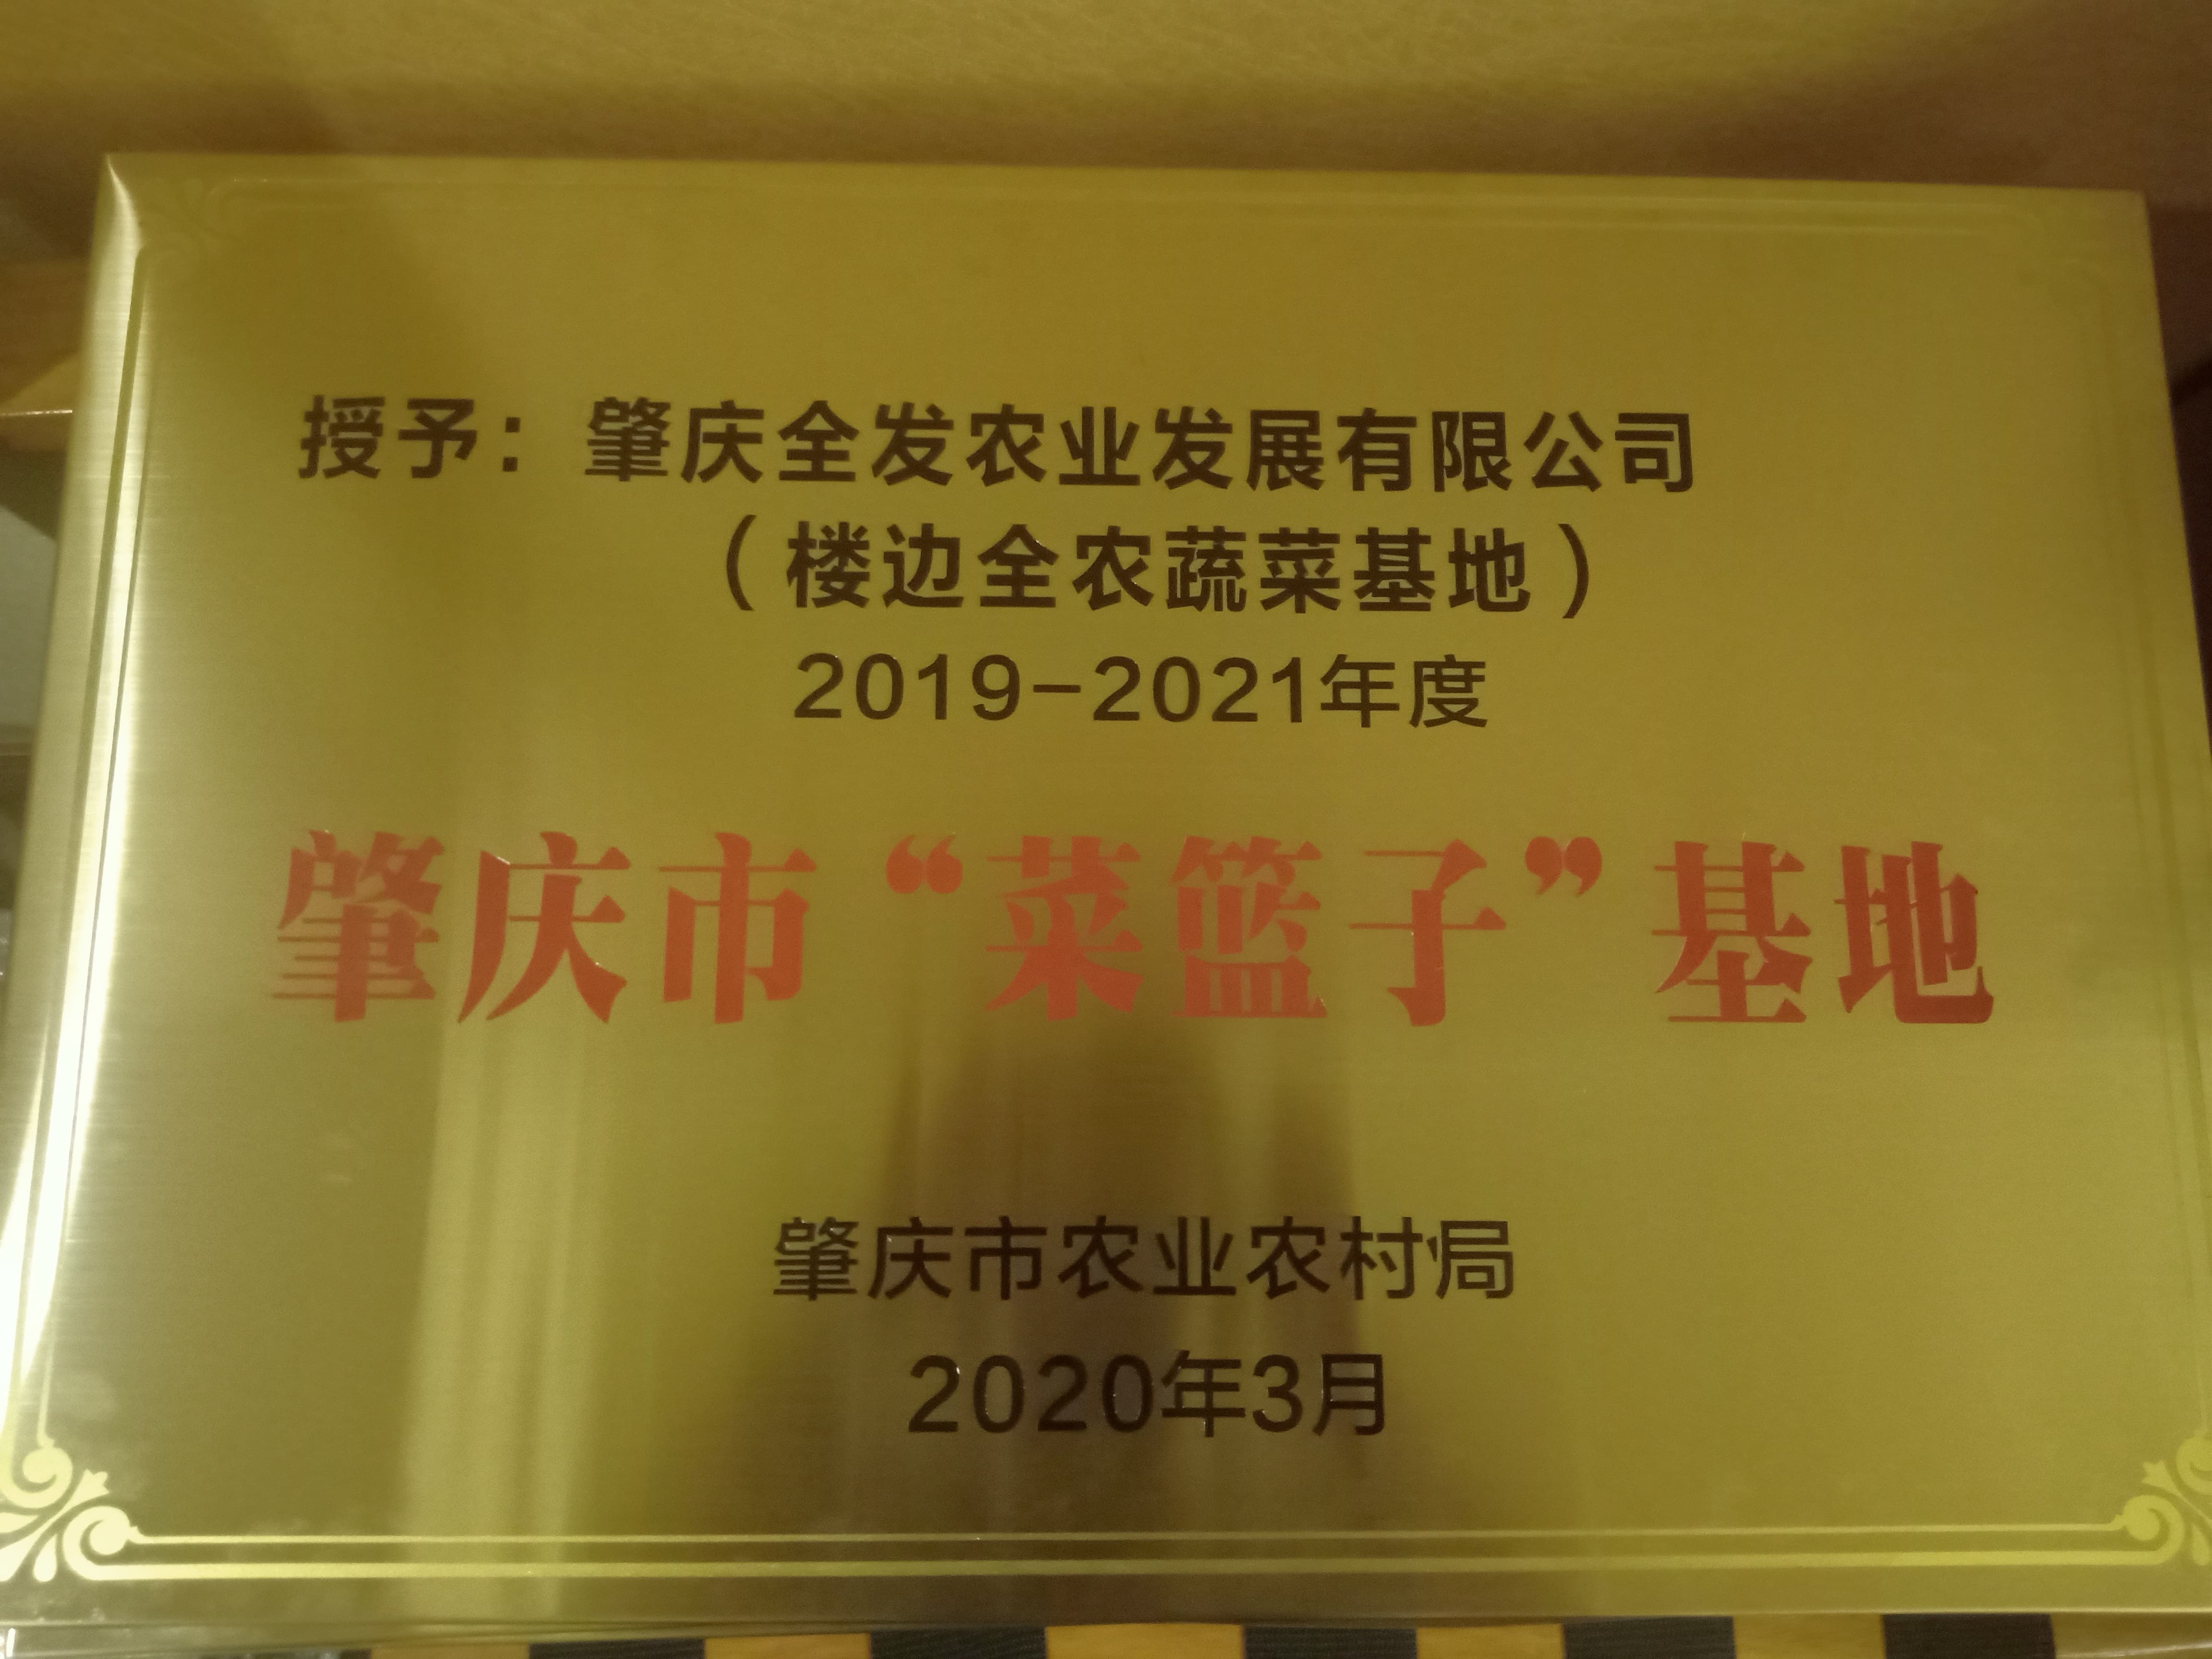 授予：肇庆全发农业发展有限公司
（楼边全农蔬菜基地）
2019-2021年度
肇庆市“菜篮子”基地
肇庆市农业农村局
2020年3月